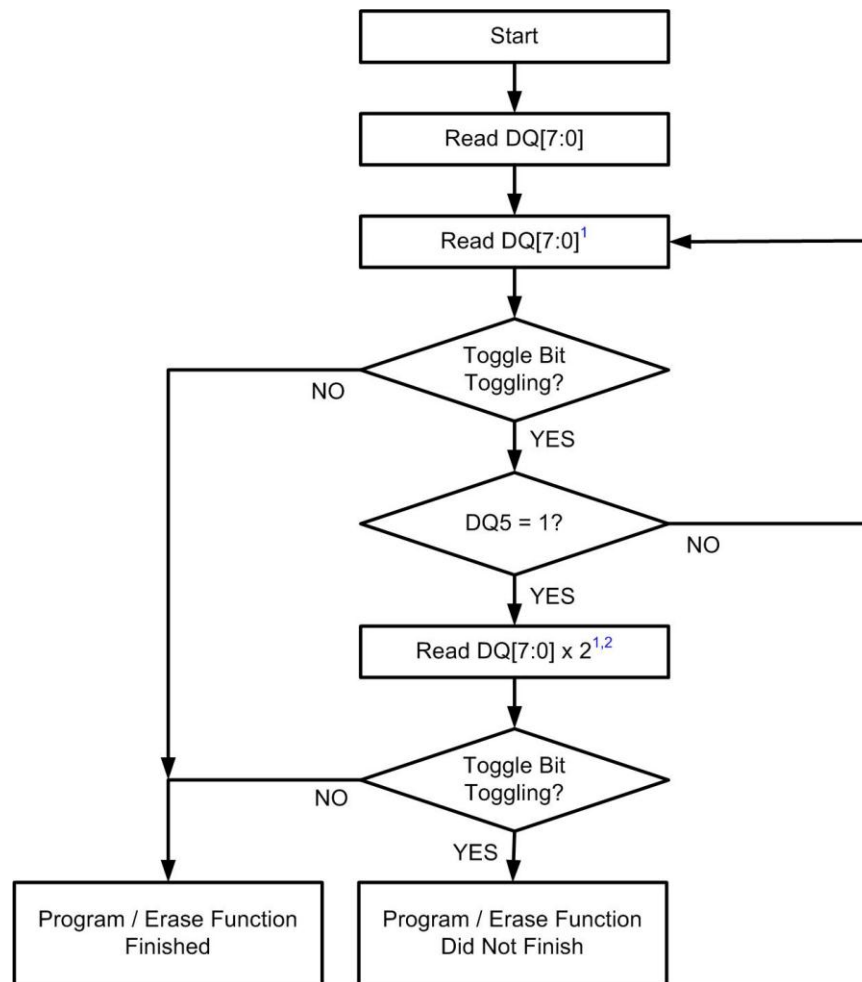 Start
Read DQ[7:0]
Read DQ[7:0]1
Toggle Bit
Toggling?
NO
YES
DQ5 = 1?
NO
YES
Read DQ[7:0] x 21,2
Toggle Bit
Toggling?
NO
YES
Program / Erase Function
Finished
Program / Erase Function
Did Not Finish